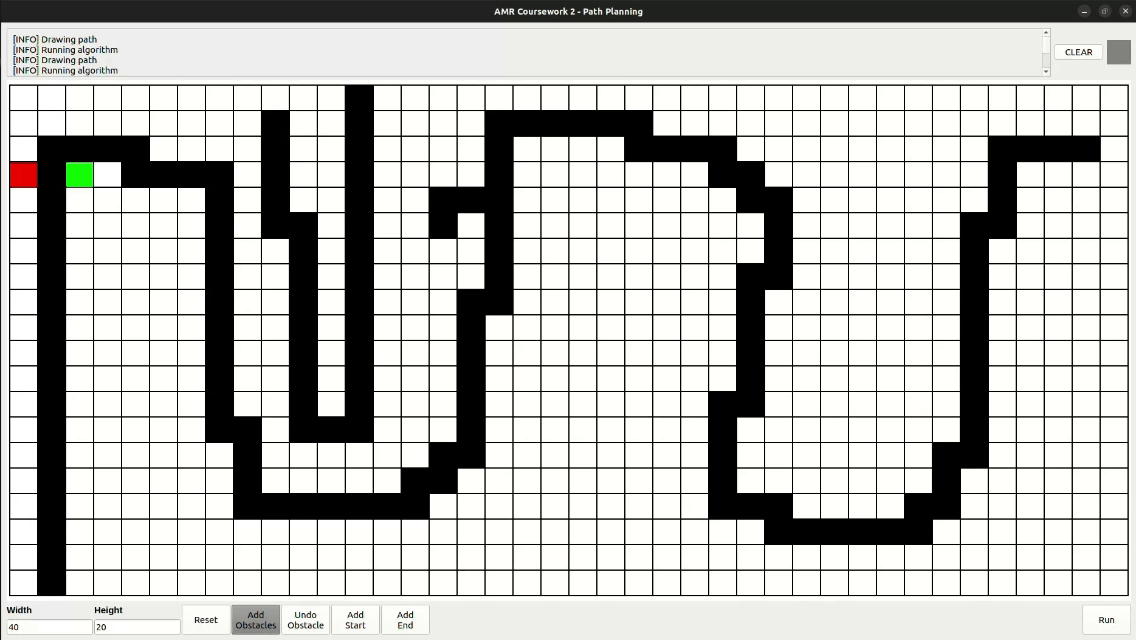 AMR Coursework 2 - Path Planning
[INFO] Drawing path
[INFO] Running algorithm
[INFO] Drawing path
[INFO] Running algorithm
CLEAR
Width
Height
40
20
Reset
Add
Obstacles
Undo
Obstacle
Add
Start
Add
End
Run